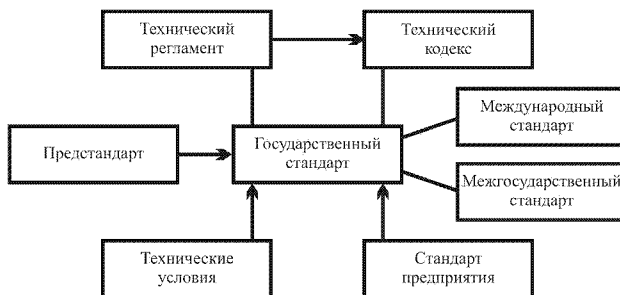 Технический
регламент
Технический
кодекс
Международный
стандарт
Предстандарт
Государственный
стандарт
Межгосударственный
стандарт
Технические
условия
Стандарт
предприятия